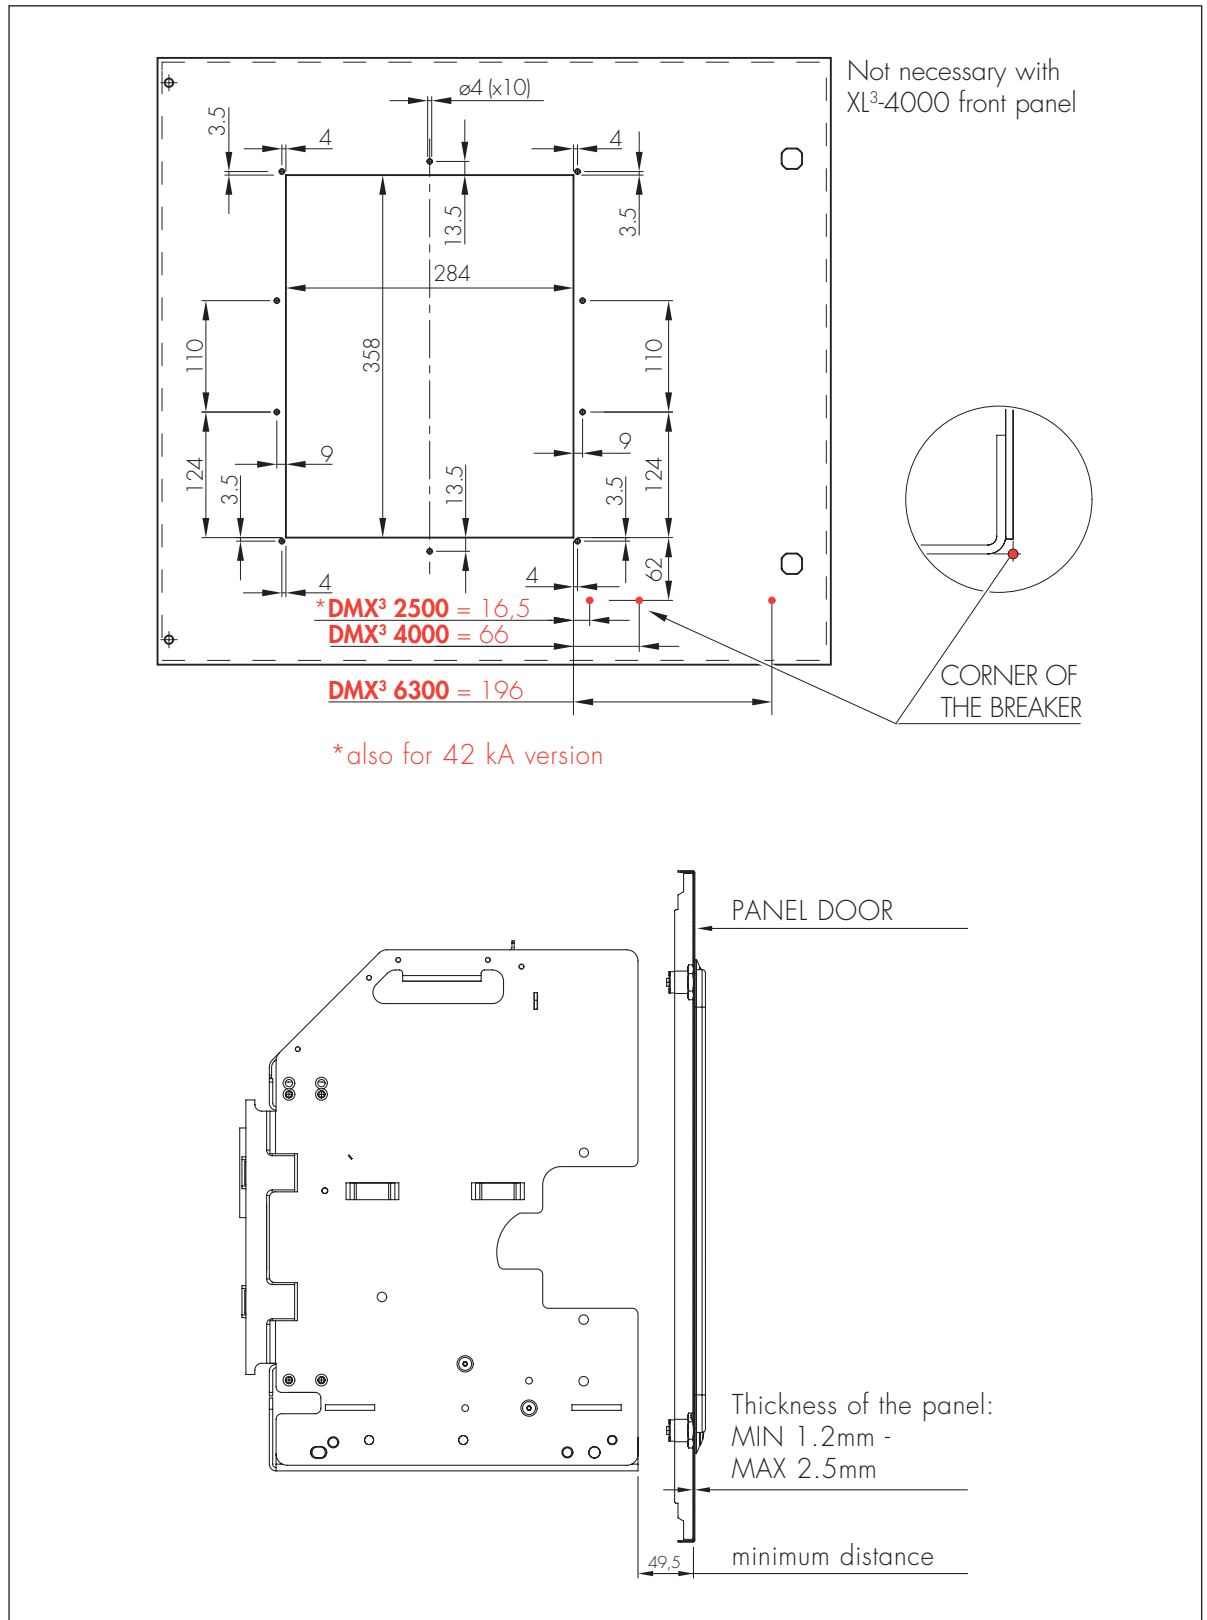 Not necessary with
XL³-4000 front panel
ø4 (x10)
3.5
4
4
3.5
13.5
284
358
110
110
124
124
9
9
3.5
13.5
3.5
62
4
4
*DMX³ 2500 = 16,5
DMX³ 4000 = 66
DMX³ 6300 = 196
CORNER OF
THE BREAKER
*also for 42 kA version
PANEL DOOR
Thickness of the panel:
MIN 1.2mm -
MAX 2.5mm
49,5
minimum distance